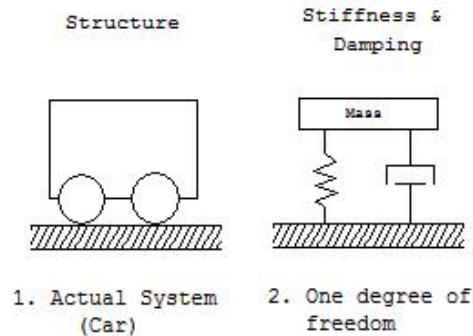 Structure
Stiffness &
Damping
Mass
1. Actual System
(Car)
2. One degree of
freedom